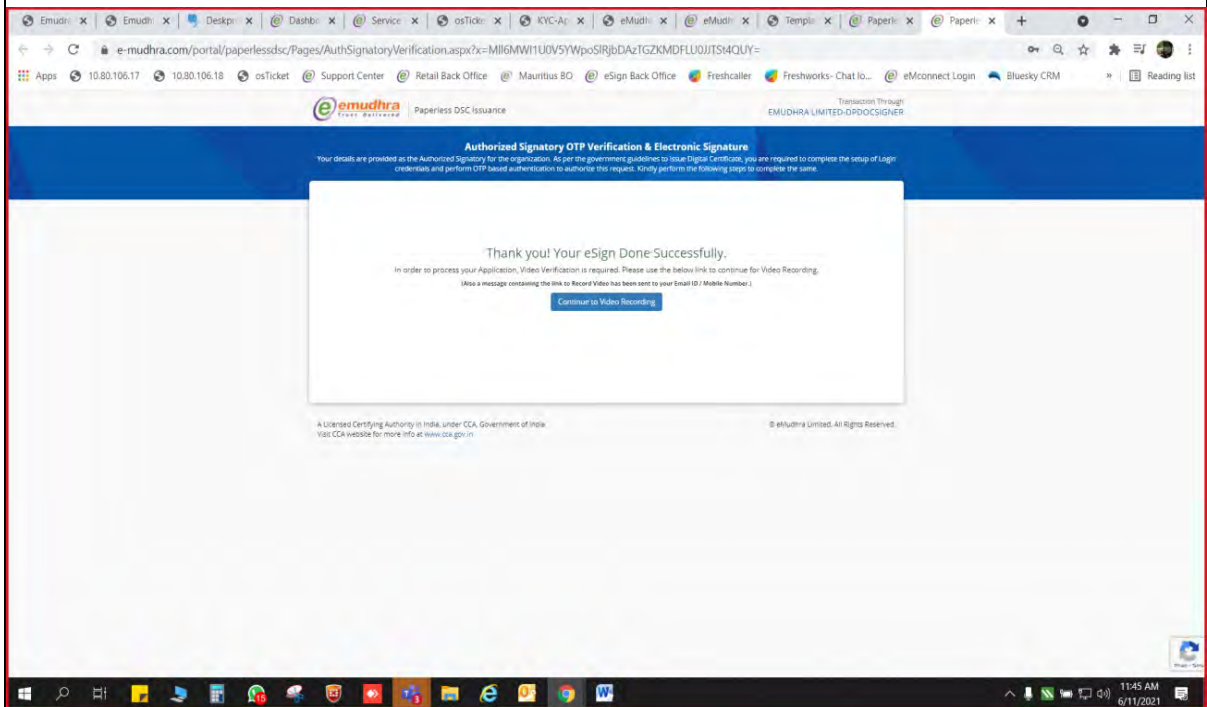 Emudr
Emudh
Deskpr
Dashb
Service
osTicke
KYC-Ap
eMudh
eMudh
Templa
Paperle
Paperle
e-mudhra.com/portal/paperlessdsc/Pages/AuthSignatoryVerification.aspx?x=
Apps 10.80.106.17 10.80.106.18 osTicket Support Center Retail Back Office Mauritius BO eSign Back Office Freshcaller Freshworks- Chat lo... eMconnect Login Bluesky CRM » Reading list
emudhra Paperless DSC Issuance
Trust Delivered
Transaction Through
EMUDHRA LIMITED-DPDOCSIGNER
Authorized Signatory OTP Verification & Electronic Signature
Your details are provided as the Authorized Signatory for the organization. As per the government guidelines to issue Digital Certificate, you are required to complete the setup of Login
credentials and perform OTP based authentication to authorize this request. Kindly perform the following steps to complete the same.
Thank you! Your eSign Done Successfully.
In order to process your Application, Video Verification is required. Please use the below link to continue for Video Recording.
(Also a message containing the link to Record Video has been sent to your Email ID / Mobile Number.)
Continue to Video Recording
A Licensed Certifying Authority in India, under CCA, Government of India.
Visit CCA website for more info at www.cca.gov.in
© eMudhra Limited. All Rights Reserved.
11:45 AM
6/11/2021